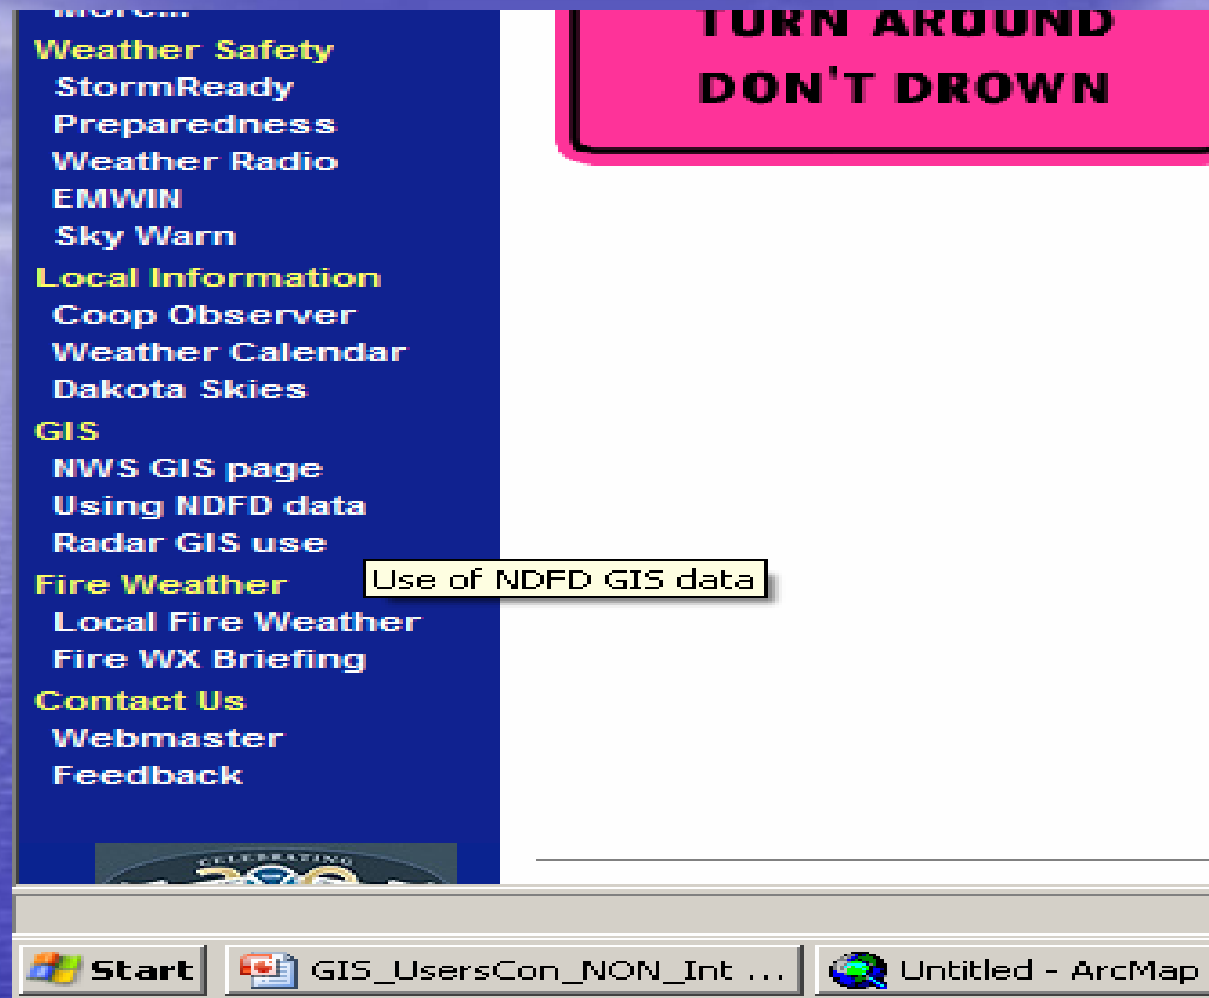 More...
Weather Safety
StormReady
Preparedness
Weather Radio
EMWIN
Sky Warn
Local Information
Coop Observer
Weather Calendar
Dakota Skies
GIS
NWS GIS page
Using NDFD data
Radar GIS use
Fire Weather
Local Fire Weather
Fire WX Briefing
Contact Us
Webmaster
Feedback
CELEBRATING
TURN AROUND
DON'T DROWN
Use of NDFD GIS data
Start
GIS_UsersCon_NON_Int ...
Untitled - ArcMap